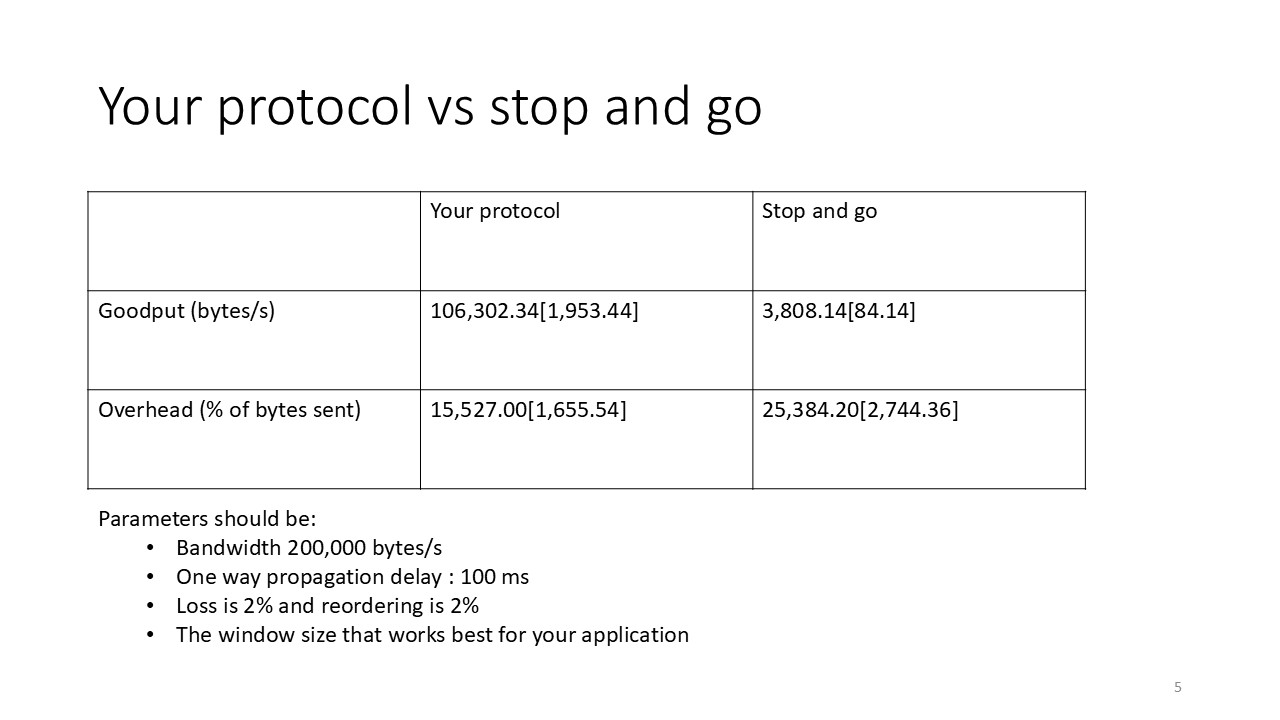 Your protocol vs stop and go
Your protocol
Stop and go
Goodput (bytes/s)
106,302.34[1,953.44]
3,808.14[84.14]
Overhead (% of bytes sent)
15,527.00[1,655.54]
25,384.20[2,744.36]
Parameters should be:
• Bandwidth 200,000 bytes/s
• One way propagation delay : 100 ms
• Loss is 2% and reordering is 2%
• The window size that works best for your application
5